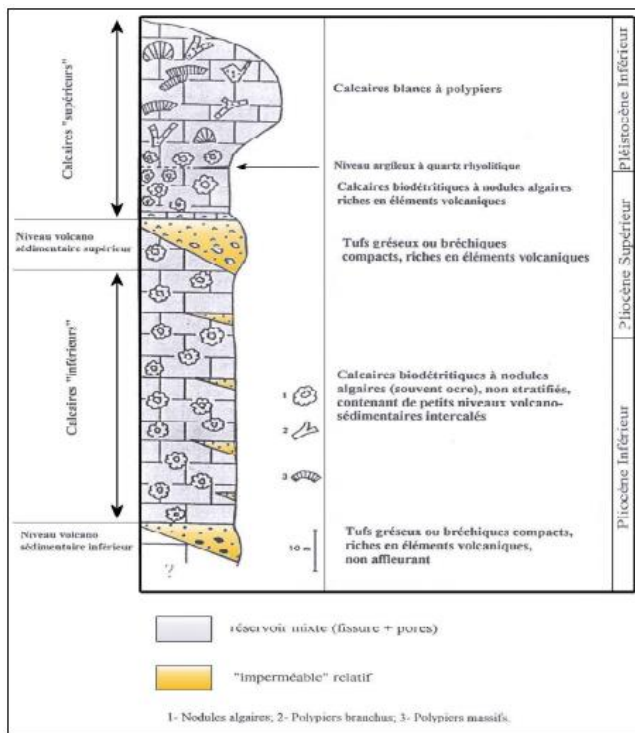 Calcaires "supérieurs"
Calcaires blancs à polypiers
Pléistocène Inférieur
Niveau argileux à quartz rhyolitique
Calcaires biodétritiques à nodules algaires
riches en éléments volcaniques
Niveau volcano
sédimentaire supérieur
Tufs gréseux ou bréchiques
compacts, riches en éléments volcaniques
Pliocène Supérieur
Calcaires "inférieurs"
Calcaires biodétritiques à nodules
algaires (souvent ocre), non stratifiés,
contenant de petits niveaux volcano-
sédimentaires intercalés
1
2
3
Pliocène Inférieur
Niveau volcano
sédimentaire inférieur
Tufs gréseux ou bréchiques compacts,
riches en éléments volcaniques,
non affleurant
10 m
?
réservoir mixte (fissure + pores)
"imperméable" relatif
1- Nodules algaires; 2- Polypiers branchus; 3- Polypiers massifs.